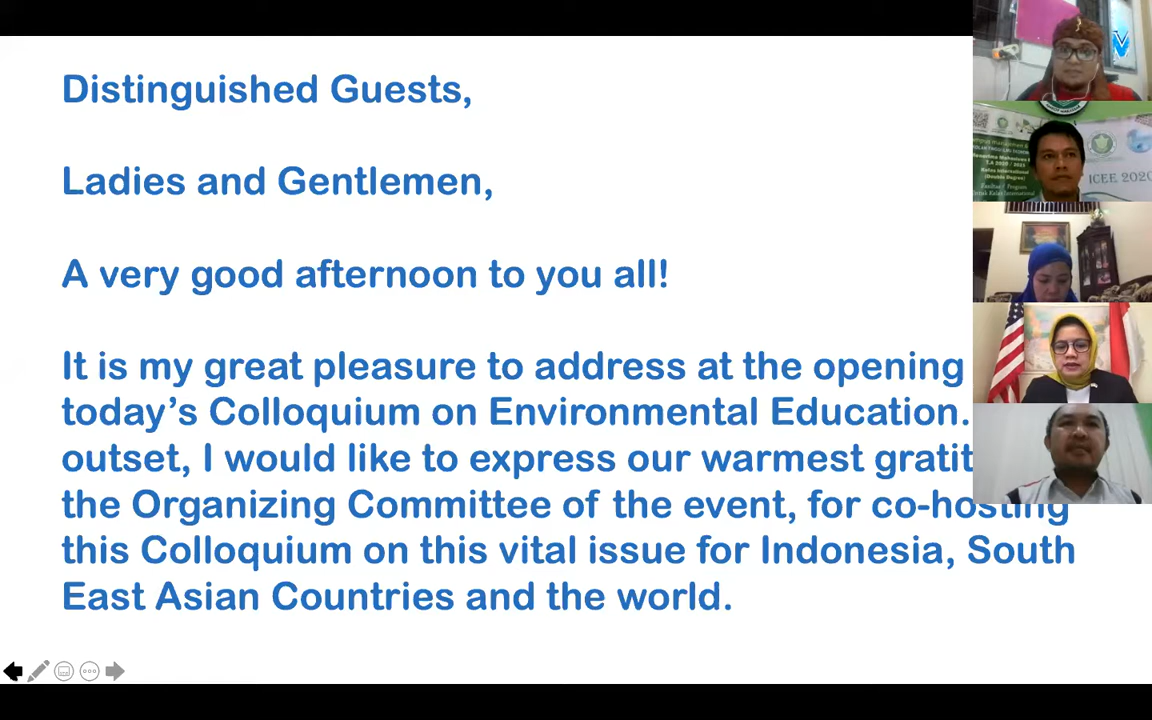 Distinguished Guests,
Ladies and Gentlemen,
A very good afternoon to you all!
It is my great pleasure to address at the opening
today's Colloquium on Environmental Education.
outset, I would like to express our warmest gratit
the Organizing Committee of the event, for co-hosting
this Colloquium on this vital issue for Indonesia, South
East Asian Countries and the world.
ICEE 2020